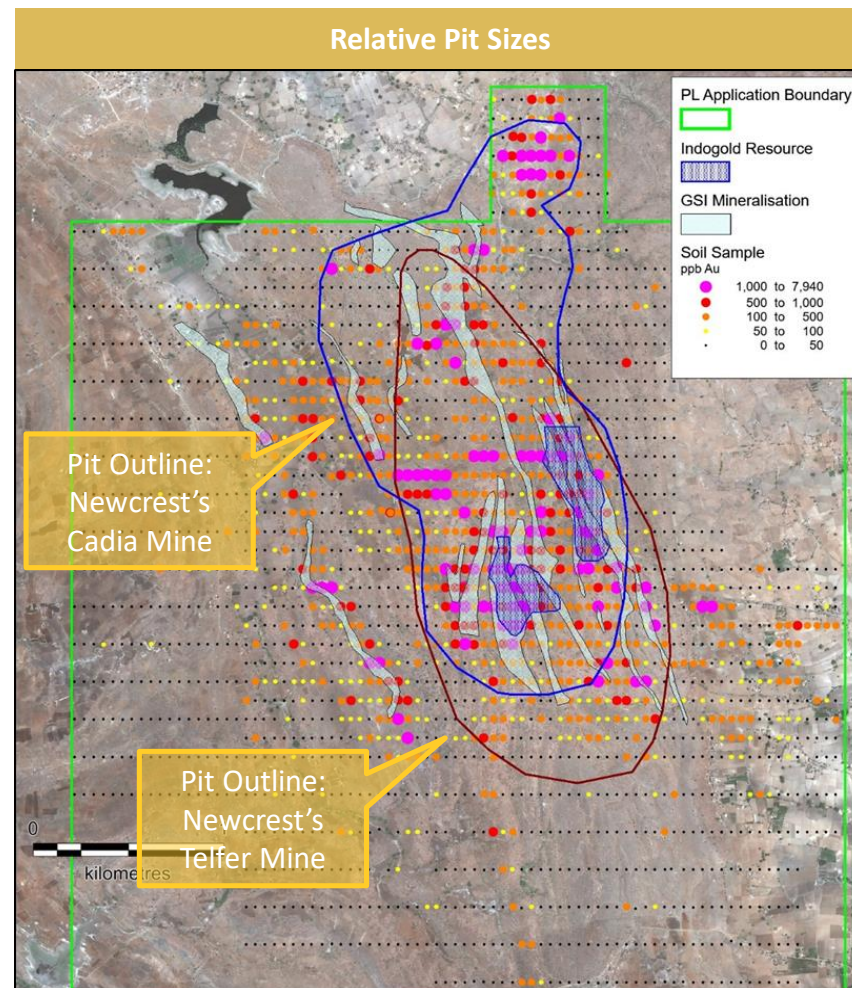 Relative Pit Sizes
PL Application Boundary
Indogold Resource
GSI Mineralisation
Soil Sample
ppb Au
1,000 to 7,940
500 to 1,000
100 to 500
50 to 100
0 to 50
Pit Outline:
Newcrest's
Cadia Mine
Pit Outline:
Newcrest's
Telfer Mine
0
kilometres